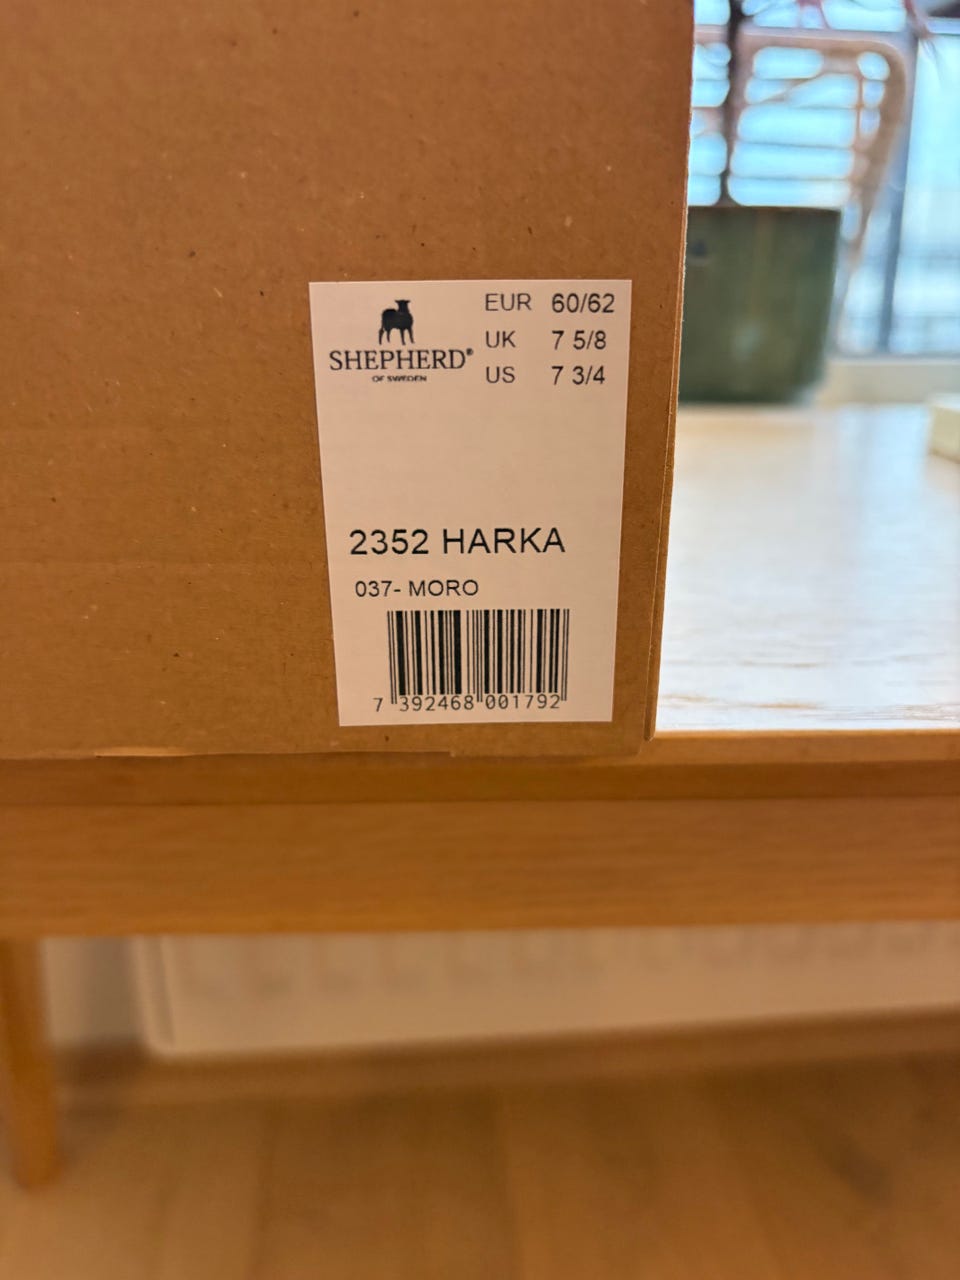 SHEPHERD®
OF SWEDEN
EUR 60/62
UK 7 5/8
US 7 3/4
2352 HARKA
037- MORO
7 392468 001792